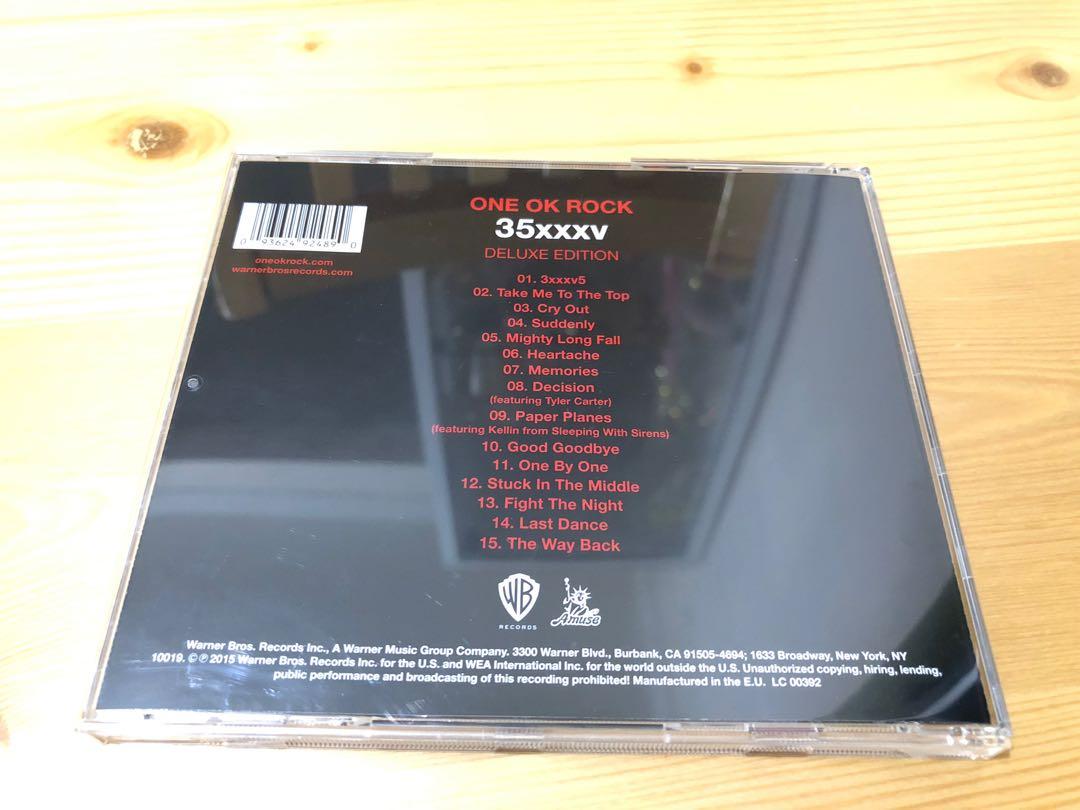 0 93624 92489 0
oneokrock.com
warnerbrosrecords.com
ONE OK ROCK
35xxxv
DELUXE EDITION
01. 3xxxv5
02. Take Me To The Top
03. Cry Out
04. Suddenly
05. Mighty Long Fall
06. Heartache
07. Memories
08. Decision
(featuring Tyler Carter)
09. Paper Planes
(featuring Kellin from Sleeping With Sirens)
10. Good Goodbye
11. One By One
12. Stuck In The Middle
13. Fight The Night
14. Last Dance
15. The Way Back
WB
RECORDS
Amuse
Warner Bros. Records Inc., A Warner Music Group Company. 3300 Warner Blvd., Burbank, CA 91505-4694; 1633 Broadway, New York, NY
10019. © ℗ 2015 Warner Bros. Records Inc. for the U.S. and WEA International Inc. for the world outside the U.S. Unauthorized copying, hiring, lending,
public performance and broadcasting of this recording prohibited! Manufactured in the E.U. LC 00392